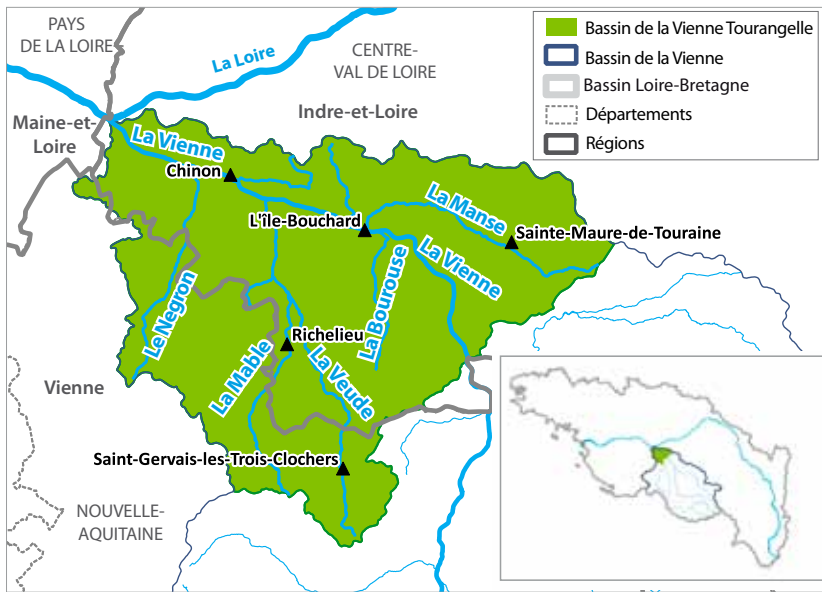 PAYS
DE LA LOIRE
La Loire
CENTRE-
VAL DE LOIRE
Indre-et-Loire
Maine-et-
Loire
Bassin de la Vienne Tourangelle
Bassin de la Vienne
Bassin Loire-Bretagne
Départements
Régions
La Vienne
Chinon
L'île-Bouchard
La Manse
Sainte-Maure-de-Touraine
La Vienne
La Bourouse
Le Negron
Richelieu
La Mable
La Veude
Vienne
Saint-Gervais-les-Trois-Clochers
NOUVELLE-
AQUITAINE